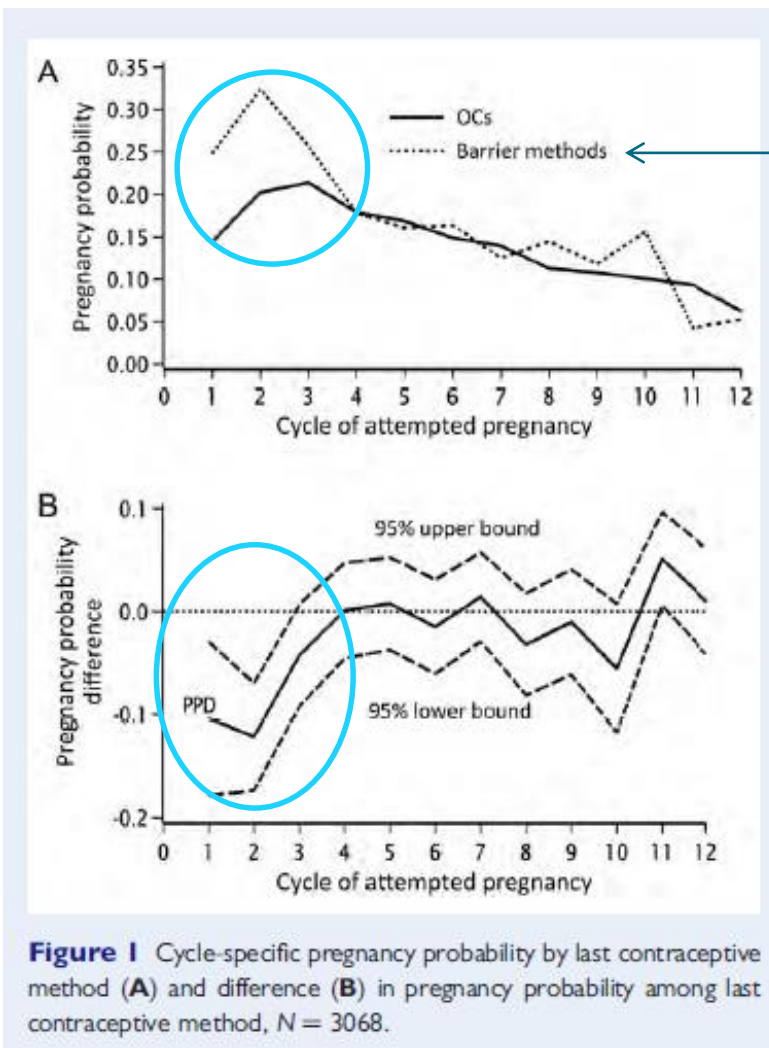 A
Pregnancy probability
0.35
0.30
0.25
0.20
0.15
0.10
0.05
0.00
OCs
Barrier methods
0 1 2 3 4 5 6 7 8 9 10 11 12
Cycle of attempted pregnancy
B
Pregnancy probability
difference
0.1
0.0
-0.1
-0.2
95% upper bound
PPD
95% lower bound
0 1 2 3 4 5 6 7 8 9 10 11 12
Cycle of attempted pregnancy
Figure 1 Cycle-specific pregnancy probability by last contraceptive
method (A) and difference (B) in pregnancy probability among last
contraceptive method, N = 3068.